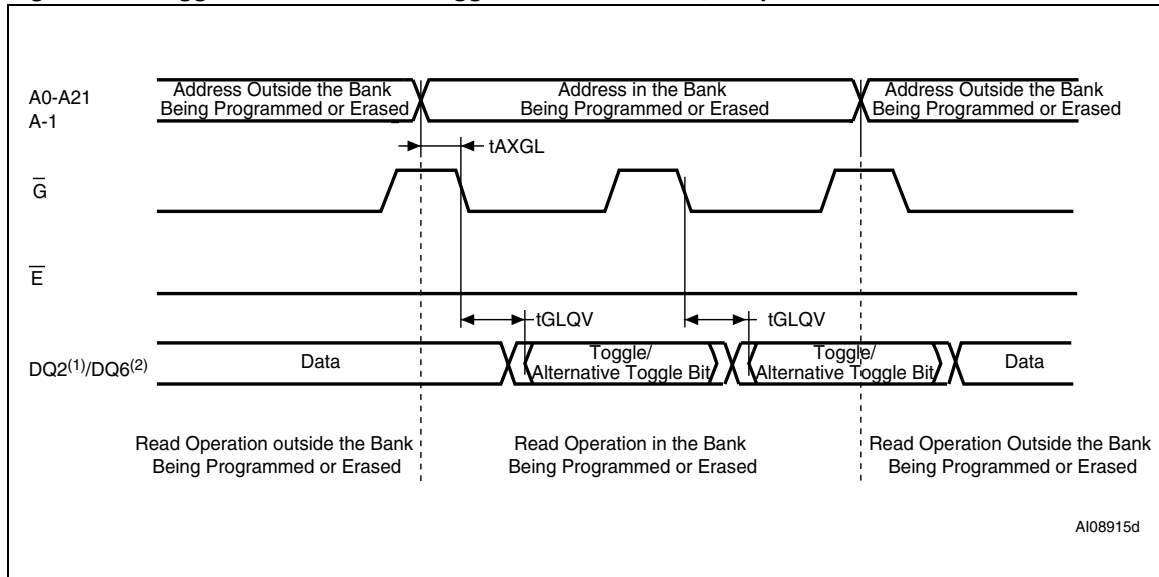 Address Outside the Bank
Being Programmed or Erased
Address in the Bank
Being Programmed or Erased
Address Outside the Bank
Being Programmed or Erased
A0-A21
A-1
tAXGL
G
E
tGLQV
tGLQV
DQ2(1)/DQ6(2)
Data
Toggle/
Alternative Toggle Bit
Toggle/
Alternative Toggle Bit
Data
Read Operation outside the Bank
Being Programmed or Erased
Read Operation in the Bank
Being Programmed or Erased
Read Operation Outside the Bank
Being Programmed or Erased
AI08915d